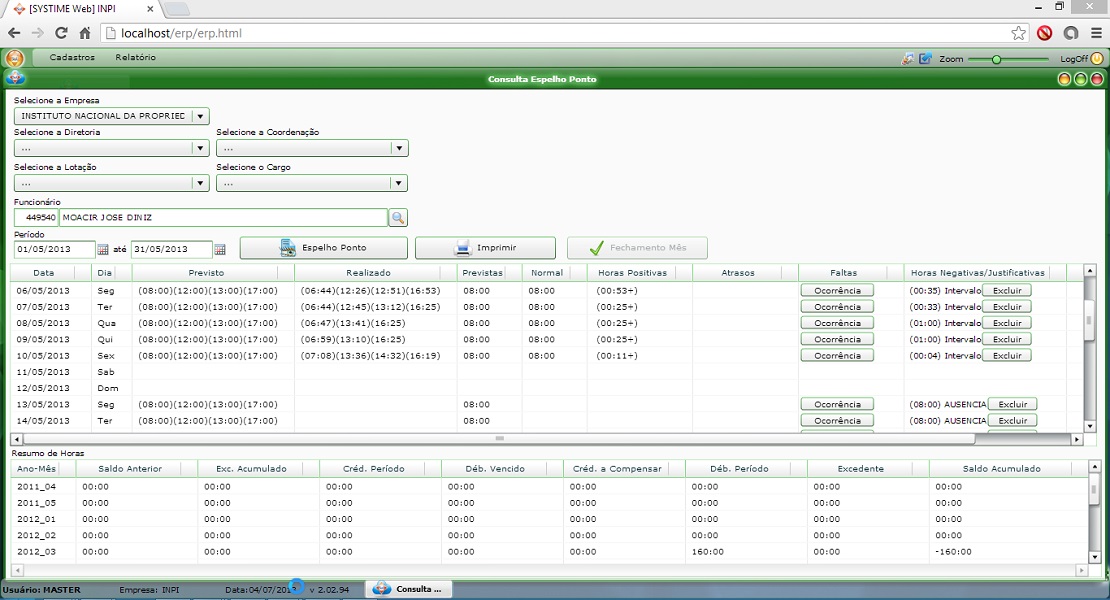 [SYSTIME Web] INPI
localhost/erp/erp.html
Cadastros Relatório Zoom LogOff
Consulta Espelho Ponto
Selecione a Empresa
INSTITUTO NACIONAL DA PROPRIED
Selecione a Diretoria Selecione a Coordenação
... ...
Selecione a Lotação Selecione o Cargo
... ...
Funcionário
449540 MOACIR JOSE DINIZ
Período
01/05/2013 até 31/05/2013 Espelho Ponto Imprimir Fechamento Mês
Data Dia Previsto Realizado Previstas Normal Horas Positivas Atrasos Faltas Horas Negativas/Justificativas
06/05/2013 Seg (08:00)(12:00)(13:00)(17:00) (06:44)(12:26)(12:51)(16:53) 08:00 08:00 (00:53+) Ocorrência (00:35) Intervalo Excluir
07/05/2013 Ter (08:00)(12:00)(13:00)(17:00) (06:44)(12:45)(13:12)(16:25) 08:00 08:00 (00:25+) Ocorrência (00:33) Intervalo Excluir
08/05/2013 Qua (08:00)(12:00)(13:00)(17:00) (06:47)(13:41)(16:25) 08:00 08:00 (00:25+) Ocorrência (01:00) Intervalo Excluir
09/05/2013 Qui (08:00)(12:00)(13:00)(17:00) (06:59)(13:10)(16:25) 08:00 08:00 (00:25+) Ocorrência (01:00) Intervalo Excluir
10/05/2013 Sex (08:00)(12:00)(13:00)(17:00) (07:08)(13:36)(14:32)(16:19) 08:00 08:00 (00:11+) Ocorrência (00:04) Intervalo Excluir
11/05/2013 Sab
12/05/2013 Dom
13/05/2013 Seg (08:00)(12:00)(13:00)(17:00) 08:00 Ocorrência (08:00) AUSENCIA Excluir
14/05/2013 Ter (08:00)(12:00)(13:00)(17:00) 08:00 Ocorrência (08:00) AUSENCIA Excluir
Resumo de Horas
Ano-Mês Saldo Anterior Exc. Acumulado Créd. Período Déb. Vencido Créd. a Compensar Déb. Período Excedente Saldo Acumulado
2011_04 00:00 00:00 00:00 00:00 00:00 00:00 00:00 00:00
2011_05 00:00 00:00 00:00 00:00 00:00 00:00 00:00 00:00
2012_01 00:00 00:00 00:00 00:00 00:00 00:00 00:00 00:00
2012_02 00:00 00:00 00:00 00:00 00:00 00:00 00:00 00:00
2012_03 00:00 00:00 00:00 00:00 00:00 160:00 00:00 -160:00
Usuário: MASTER Empresa: INPI Data: v 2.02.94 Consulta ...